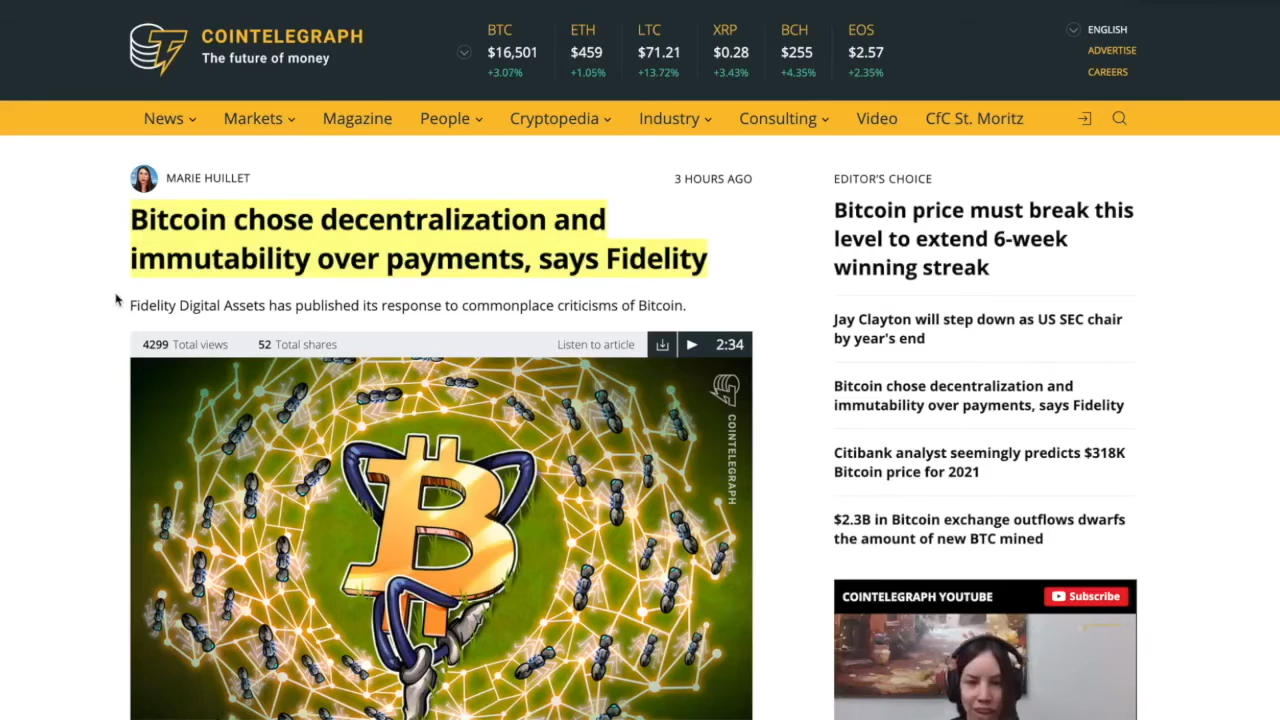 COINTELEGRAPH
The future of money
BTC
$16,501
+3.07%
ETH
$459
+1.05%
LTC
$71.21
+13.72%
XRP
$0.28
+3.43%
BCH
$255
+4.35%
EOS
$2.57
+2.35%
ENGLISH
ADVERTISE
CAREERS
News Markets Magazine People Cryptopedia Industry Consulting Video CfC St. Moritz
MARIE HUILLET
3 HOURS AGO
Bitcoin chose decentralization and
immutability over payments, says Fidelity
Fidelity Digital Assets has published its response to commonplace criticisms of Bitcoin.
4299 Total views 52 Total shares Listen to article 2:34
COINTELEGRAPH
EDITOR'S CHOICE
Bitcoin price must break this
level to extend 6-week
winning streak
Jay Clayton will step down as US SEC chair
by year's end
Bitcoin chose decentralization and
immutability over payments, says Fidelity
Citibank analyst seemingly predicts $318K
Bitcoin price for 2021
$2.3B in Bitcoin exchange outflows dwarfs
the amount of new BTC mined
COINTELEGRAPH YOUTUBE
Subscribe